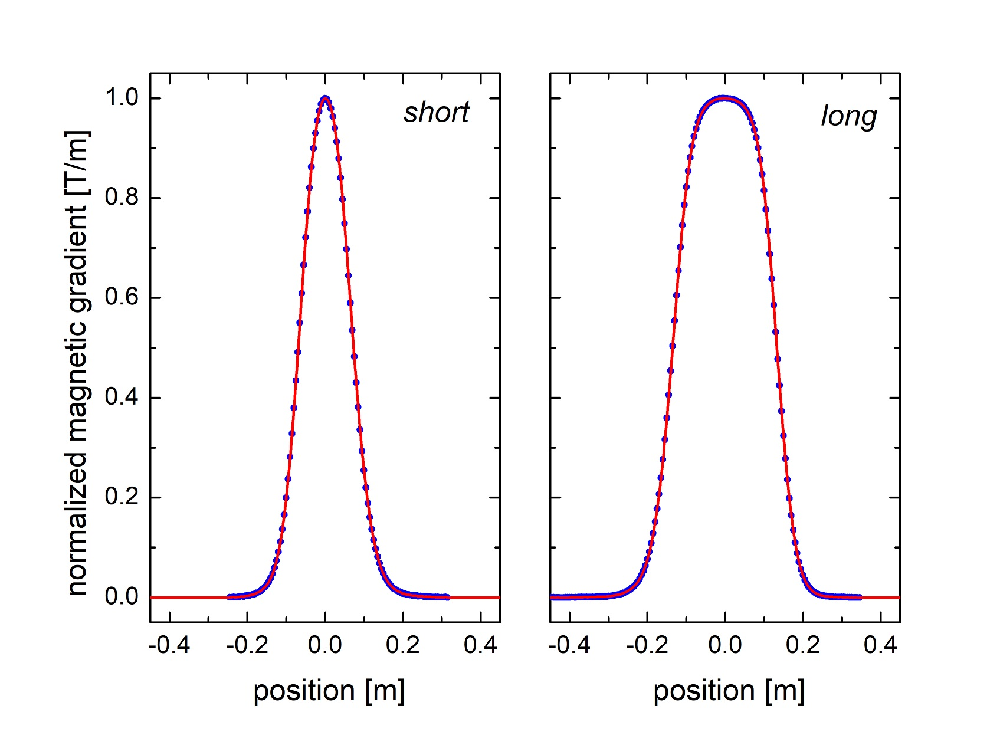 normalized magnetic gradient [T/m]
1.0
0.8
0.6
0.4
0.2
0.0
short
-0.4 -0.2 0.0 0.2 0.4
position [m]
long
-0.4 -0.2 0.0 0.2 0.4
position [m]